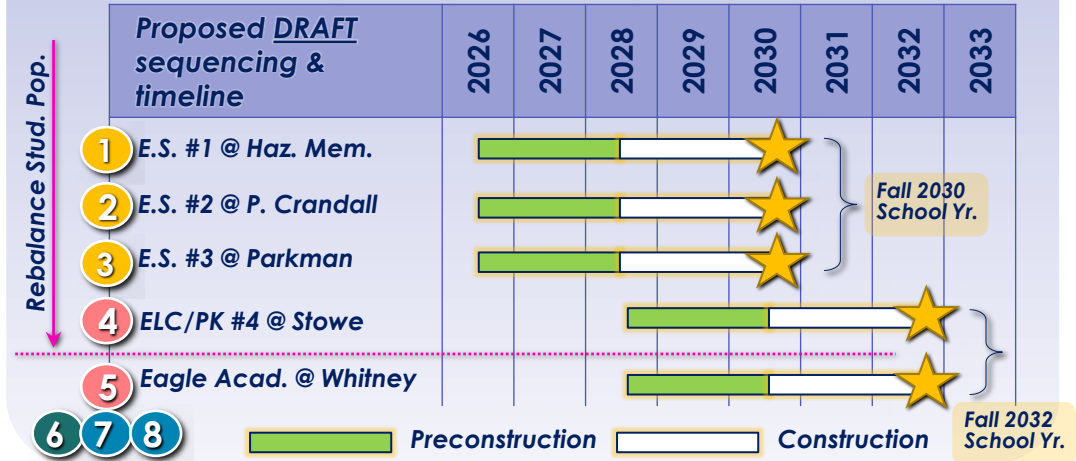 Proposed DRAFT
sequencing &
timeline
2026
2027
2028
2029
2030
2031
2032
2033
Rebalance Stud. Pop.
1 E.S. #1 @ Haz. Mem.
2 E.S. #2 @ P. Crandall
3 E.S. #3 @ Parkman
Fall 2030
School Yr.
4 ELC/PK #4 @ Stowe
5 Eagle Acad. @ Whitney
6 7 8
Preconstruction
Construction
Fall 2032
School Yr.